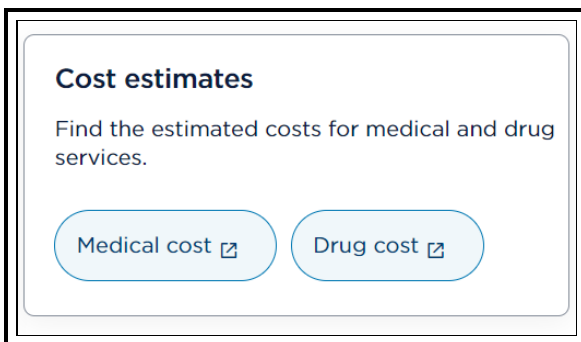 Cost estimates
Find the estimated costs for medical and drug
services.
Medical cost
Drug cost